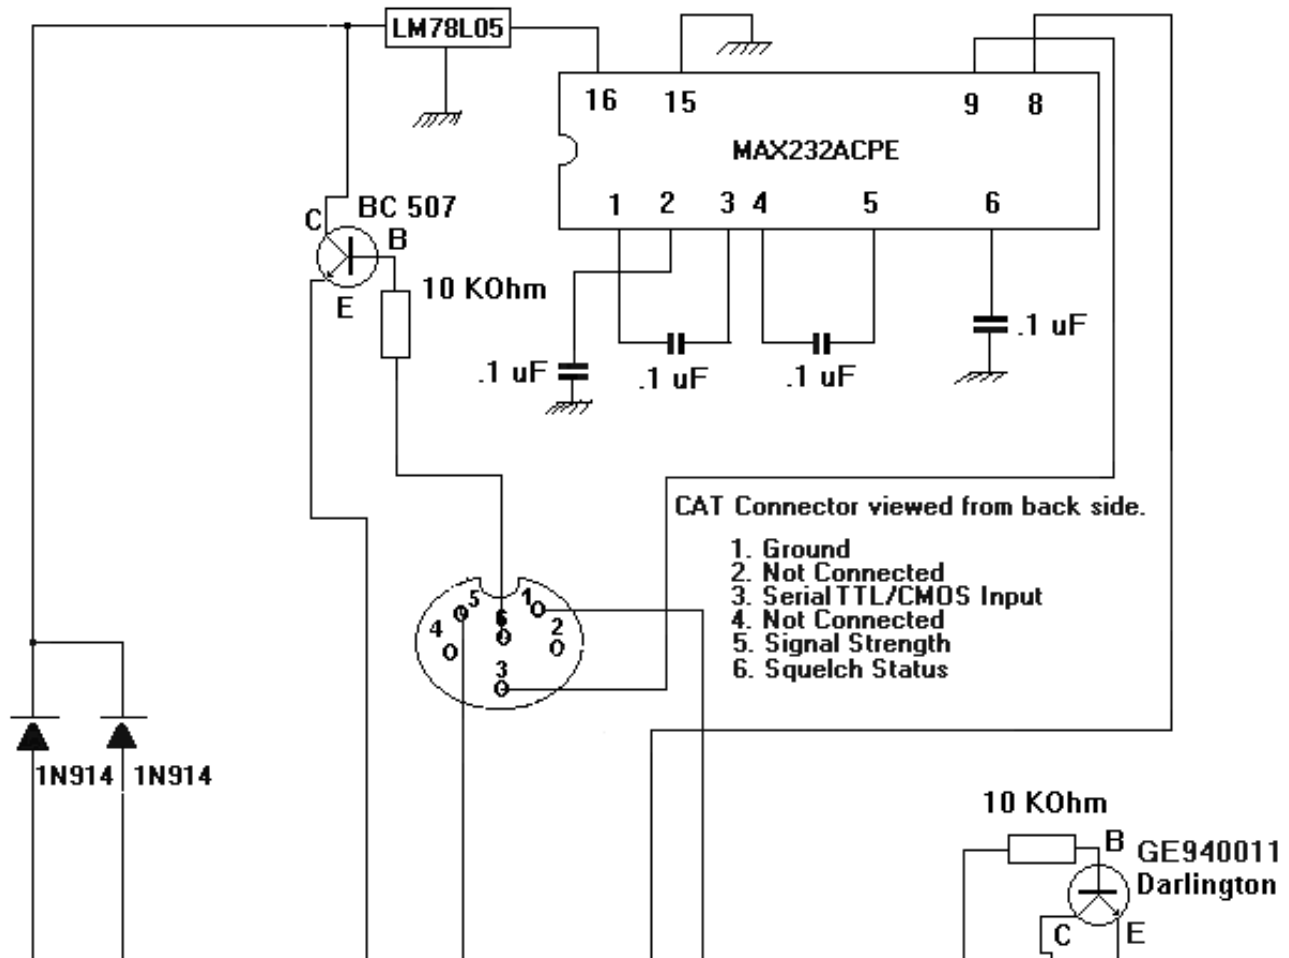 LM78L05
16 15 9 8
MAX232ACPE
1 2 3 4 5 6
C BC 507
B
E
10 KOhm
.1 uF
.1 uF
.1 uF
.1 uF
CAT Connector viewed from back side.
1. Ground
2. Not Connected
3. Serial TTL/CMOS Input
4. Not Connected
5. Signal Strength
6. Squelch Status
5 1
4 6 2
3
1N914 1N914
10 KOhm
B GE940011
Darlington
C E